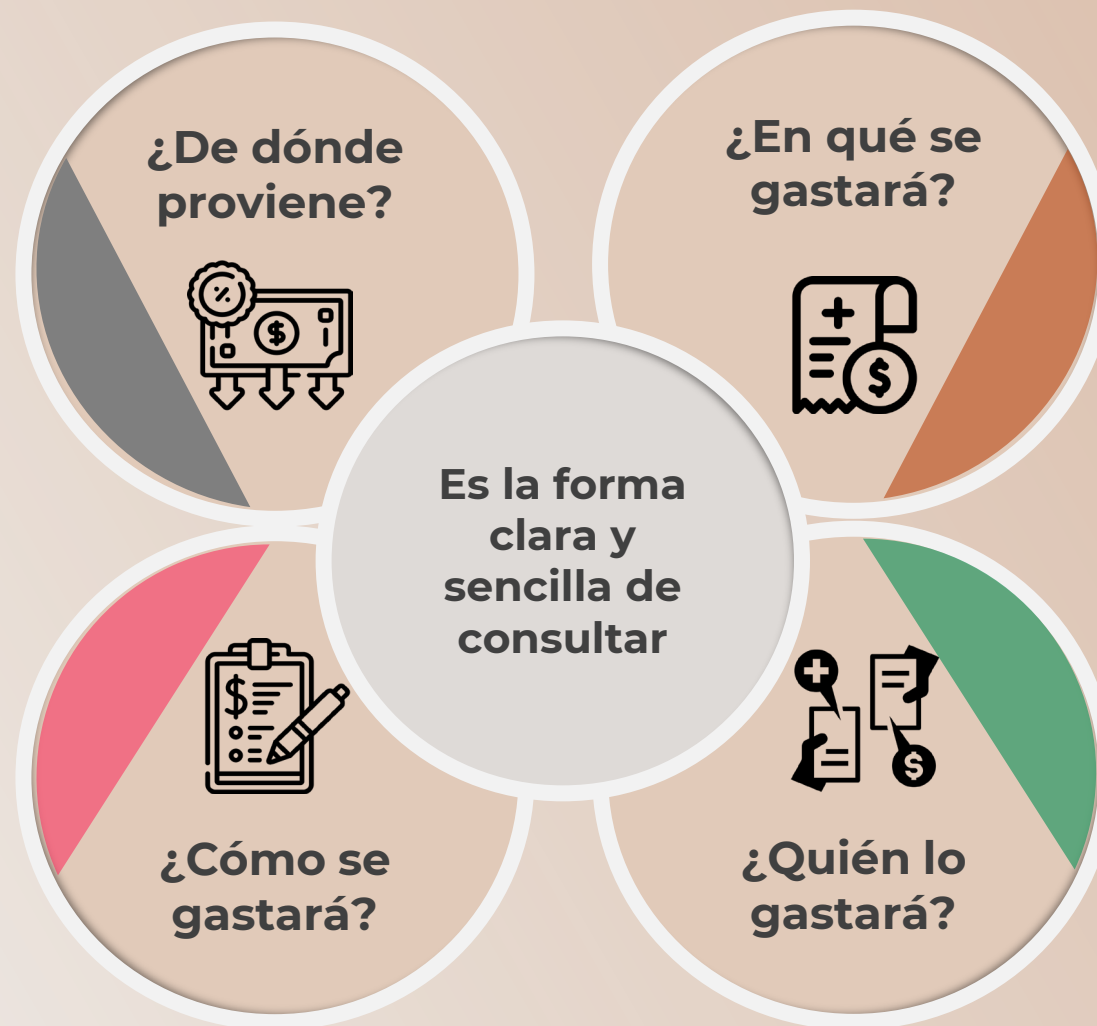 ¿De dónde
proviene?
¿En qué se
gastará?
Es la forma
clara y
sencilla de
consultar
¿Cómo se
gastará?
¿Quién lo
gastará?